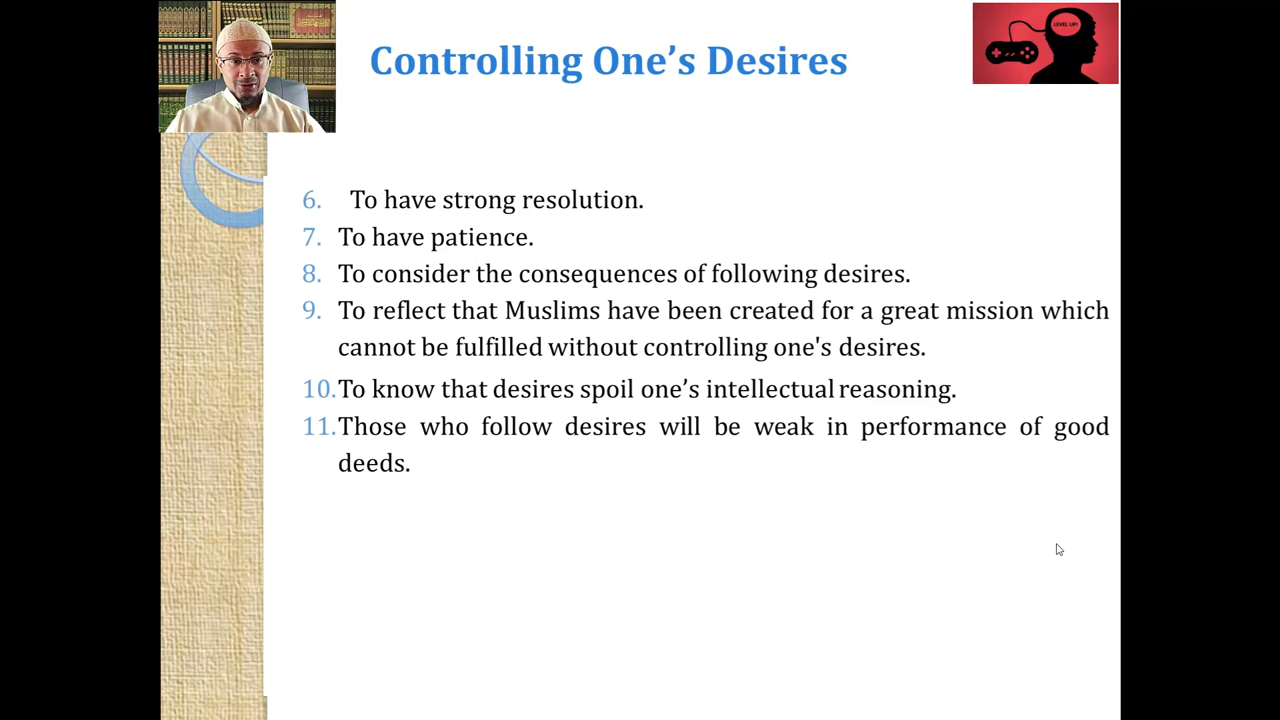 Controlling One’s Desires
LEVEL UP!
6. To have strong resolution.
7. To have patience.
8. To consider the consequences of following desires.
9. To reflect that Muslims have been created for a great mission which
cannot be fulfilled without controlling one's desires.
10. To know that desires spoil one’s intellectual reasoning.
11. Those who follow desires will be weak in performance of good
deeds.